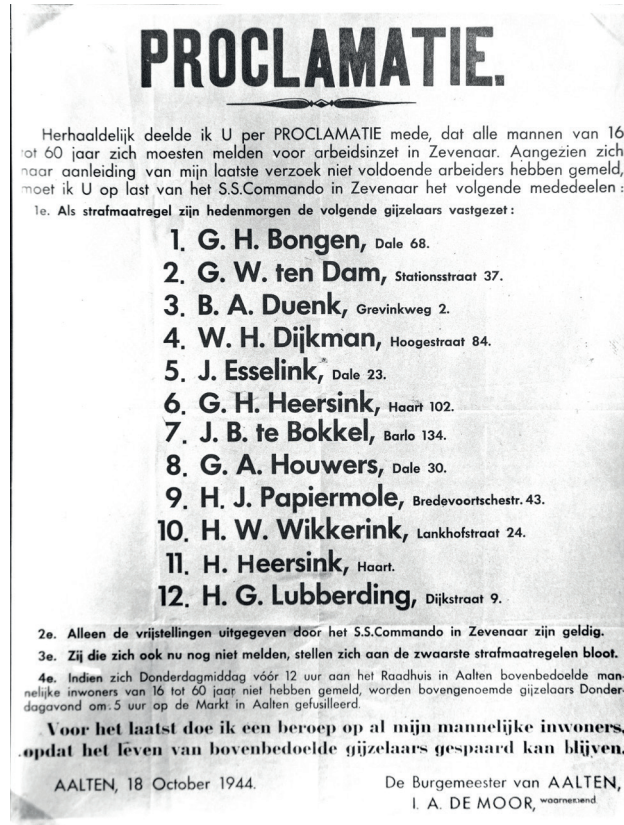 PROCLAMATIE.
Herhaaldelijk deelde ik U per PROCLAMATIE mede, dat alle mannen van 16
tot 60 jaar zich moesten melden voor arbeidsinzet in Zevenaar. Aangezien zich
naar aanleiding van mijn laatste verzoek niet voldoende arbeiders hebben gemeld,
moet ik U op last van het S.S.Commando in Zevenaar het volgende mededeelen :
1e. Als strafmaatregel zijn hedenmorgen de volgende gijzelaars vastgezet :
1. G. H. Bongen, Dale 68.
2. G. W. ten Dam, Stationsstraat 37.
3. B. A. Duenk, Grevinkweg 2.
4. W. H. Dijkman, Hoogestraat 84.
5. J. Esselink, Dale 23.
6. G. H. Heersink, Haart 102.
7. J. B. te Bokkel, Barlo 134.
8. G. A. Houwers, Dale 30.
9. H. J. Papiermole, Bredevoortschestr. 43.
10. H. W. Wikkerink, Lankhofstraat 24.
11. H. Heersink, Haart.
12. H. G. Lubberding, Dijkstraat 9.
2e. Alleen de vrijstellingen uitgegeven door het S.S.Commando in Zevenaar zijn geldig.
3e. Zij die zich ook nu nog niet melden, stellen zich aan de zwaarste strafmaatregelen bloot.
4e. Indien zich Donderdagmiddag vóór 12 uur aan het Raadhuis in Aalten bovenbedoelde man-
nelijke inwoners van 16 tot 60 jaar niet hebben gemeld, worden bovengenoemde gijzelaars Donder-
dagavond om 5 uur op de Markt in Aalten gefusilleerd.
Voor het laatst doe ik een beroep op al mijn mannelijke inwoners,
opdat het leven van bovenbedoelde gijzelaars gespaard kan blijven.
AALTEN, 18 October 1944.
De Burgemeester van AALTEN,
I. A. DE MOOR, waarnemend.